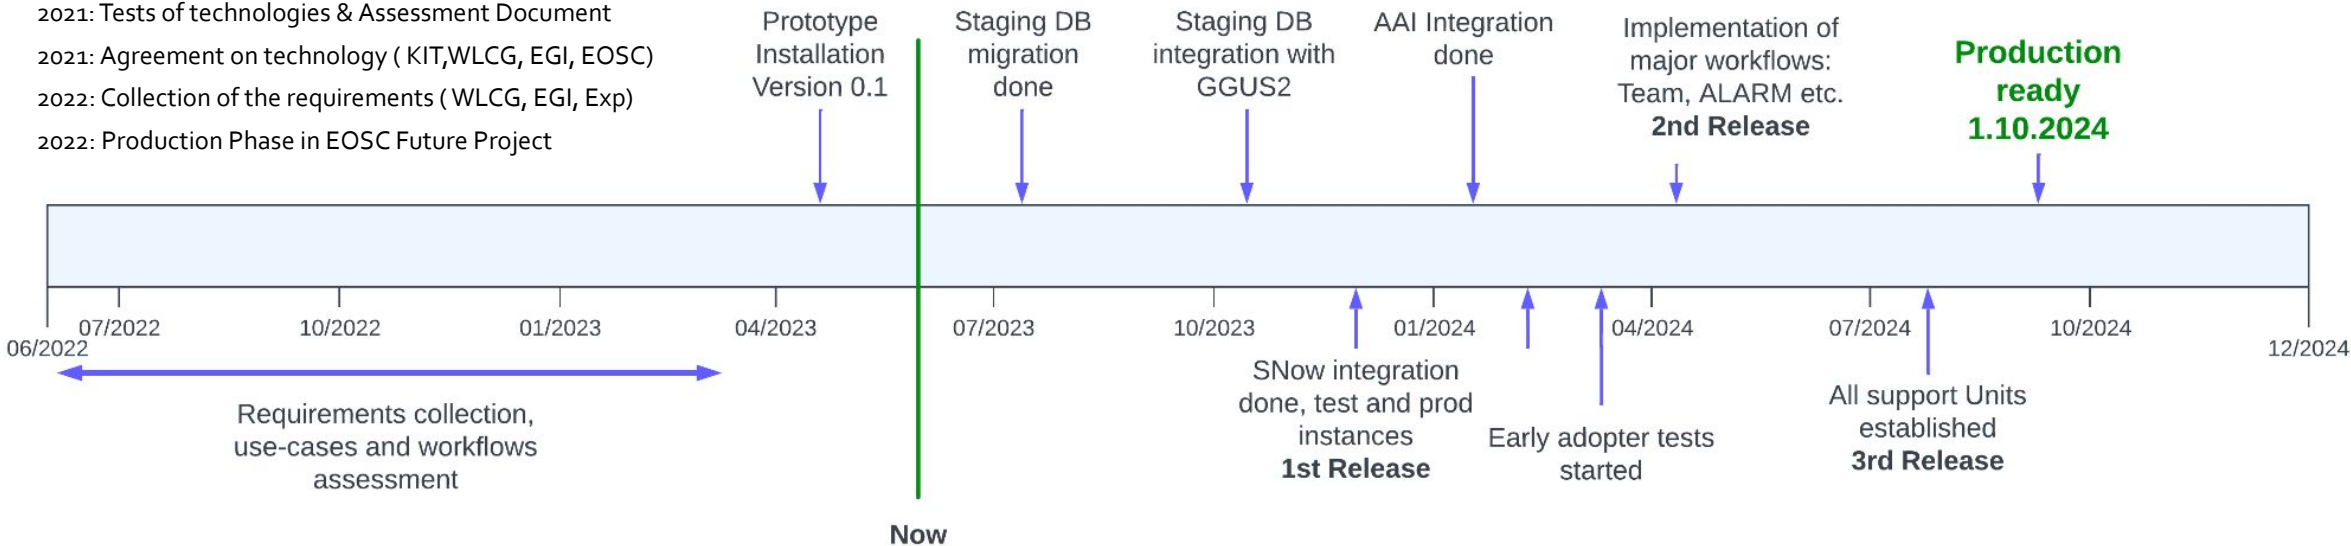 2021: Tests of technologies & Assessment Document
2021: Agreement on technology ( KIT,WLCG, EGI, EOSC)
2022: Collection of the requirements ( WLCG, EGI, Exp)
2022: Production Phase in EOSC Future Project
Prototype
Installation
Version 0.1
Staging DB
migration
done
Staging DB
integration with
GGUS2
AAI Integration
done
Implementation of
major workflows:
Team, ALARM etc.
2nd Release
Production
ready
1.10.2024
06/2022
07/2022
10/2022
01/2023
04/2023
07/2023
10/2023
01/2024
04/2024
07/2024
10/2024
12/2024
Requirements collection,
use-cases and workflows
assessment
Now
SNow integration
done, test and prod
instances
1st Release
Early adopter tests
started
All support Units
established
3rd Release